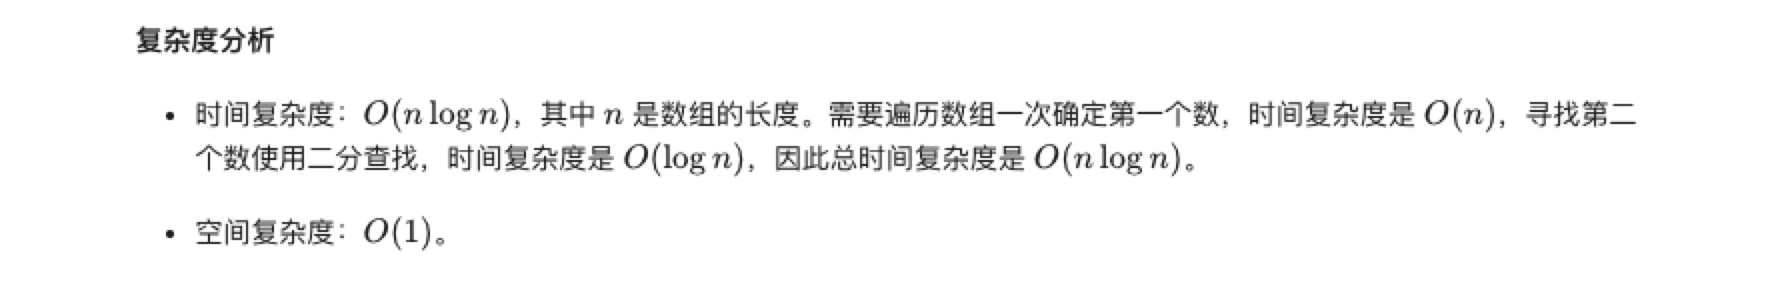 复杂度分析
• 时间复杂度：O(n log n)，其中 n 是数组的长度。需要遍历数组一次确定第一个数，时间复杂度是 O(n)，寻找第二
个数使用二分查找，时间复杂度是 O(log n)，因此总时间复杂度是 O(n log n)。
• 空间复杂度：O(1)。